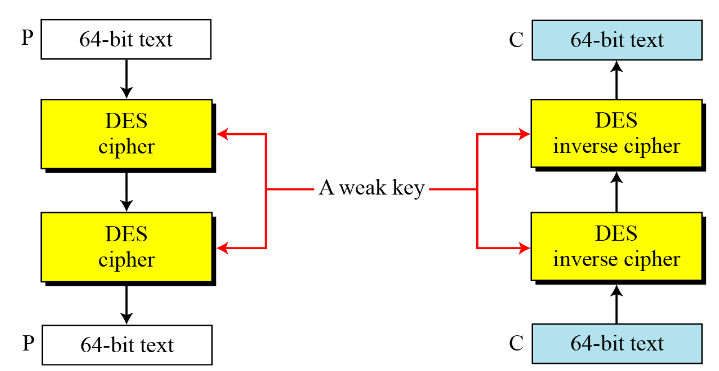 P 64-bit text
DES
cipher
DES
cipher
P 64-bit text
A weak key
C 64-bit text
DES
inverse cipher
DES
inverse cipher
C 64-bit text